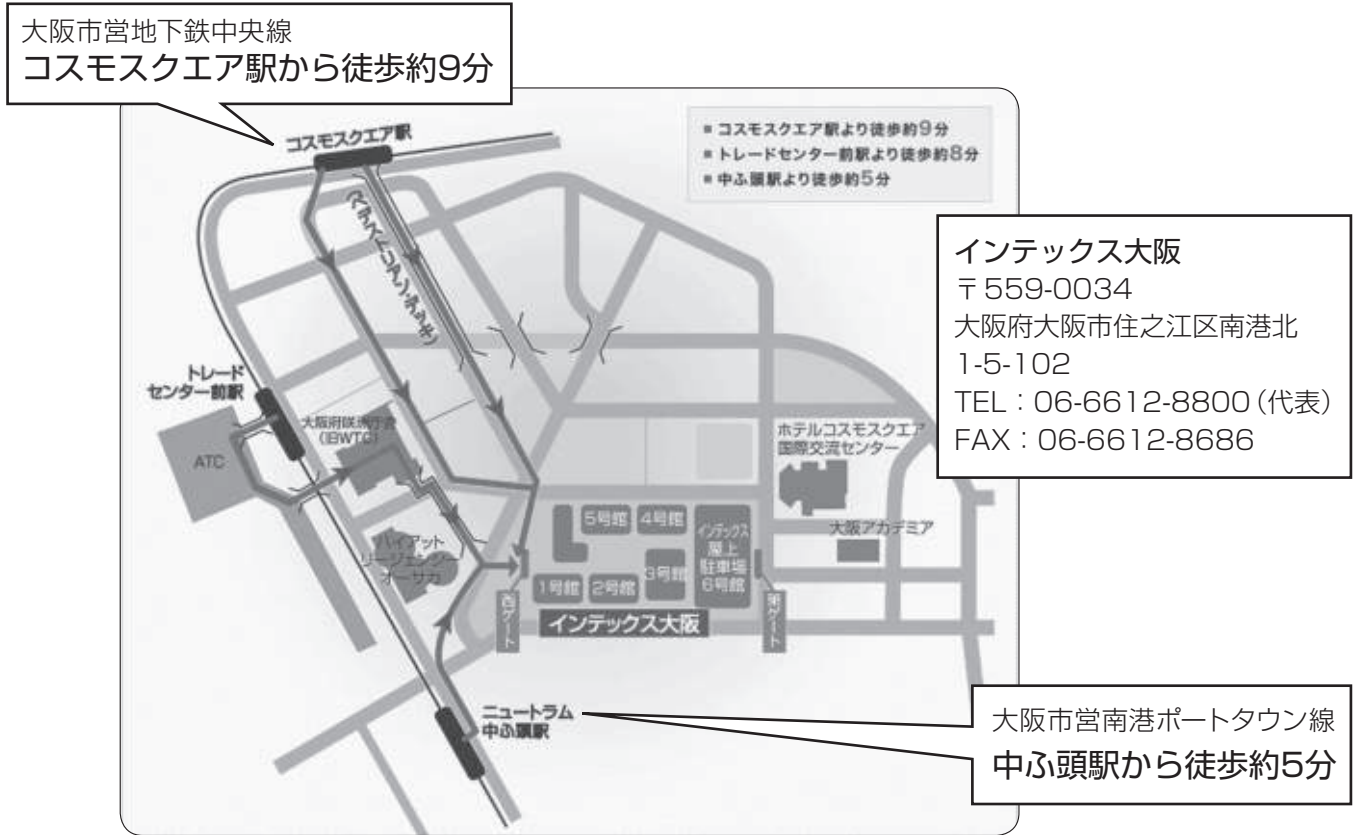 大阪市営地下鉄中央線
コスモスクエア駅から徒歩約9分
コスモスクエア駅
■ コスモスクエア駅より徒歩約9分
■ トレードセンター前駅より徒歩約8分
■ 中ふ頭駅より徒歩約5分
(ペデストリアン・デッキ)
インテックス大阪
〒559-0034
大阪府大阪市住之江区南港北
1-5-102
TEL：06-6612-8800（代表）
FAX：06-6612-8686
トレード
センター前駅
ATC
ホテルコスモスクエア
国際交流センター
大阪アカデミア
ハイアット
リージェンシー
オーサカ
5号館
4号館
インテックス
屋上
駐車場
6号館
3号館
1号館
2号館
西ゲート
東ゲート
インテックス大阪
ニュートラム
中ふ頭駅
大阪市営南港ポートタウン線
中ふ頭駅から徒歩約5分